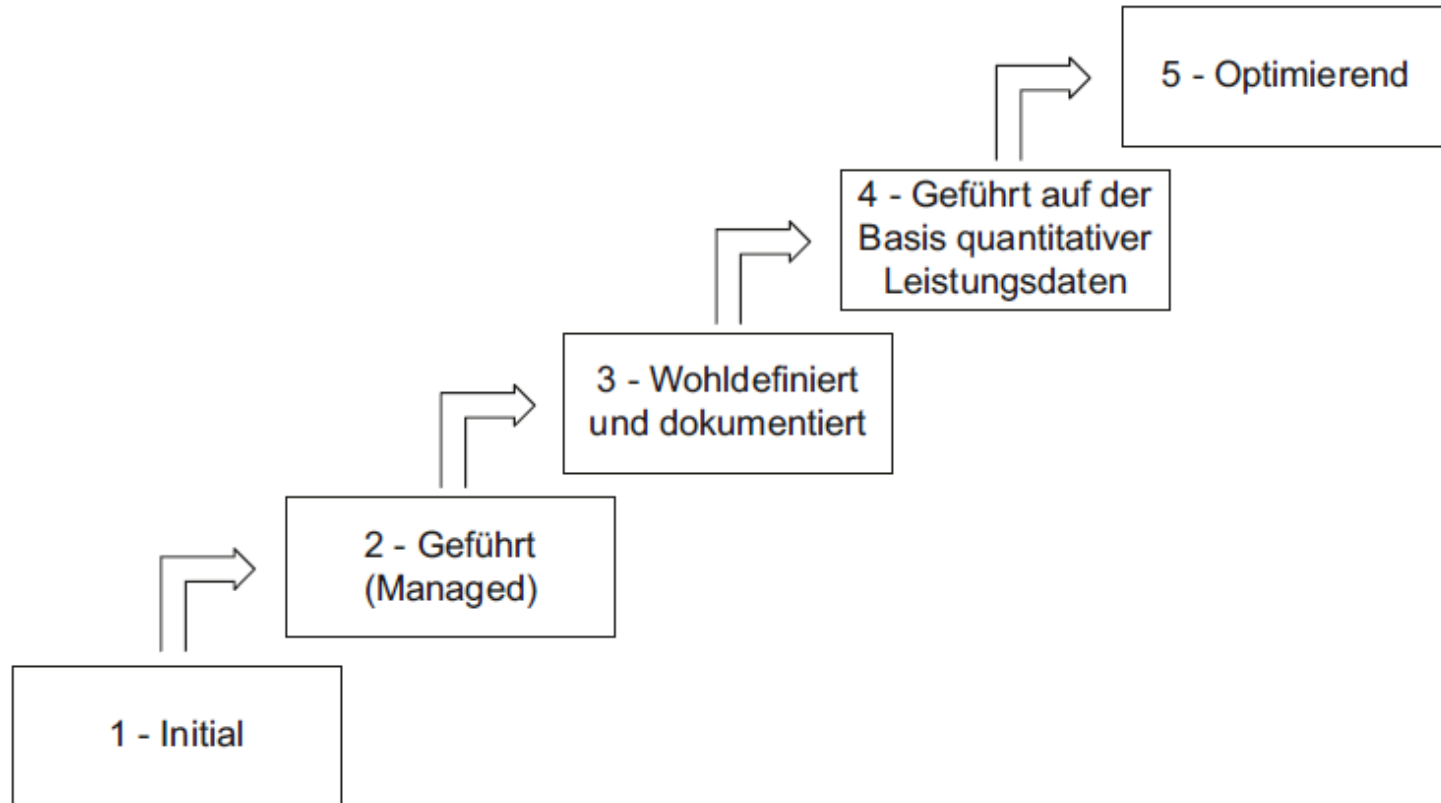 5 - Optimierend
4 - Geführt auf der
Basis quantitativer
Leistungsdaten
3 - Wohldefiniert
und dokumentiert
2 - Geführt
(Managed)
1 - Initial